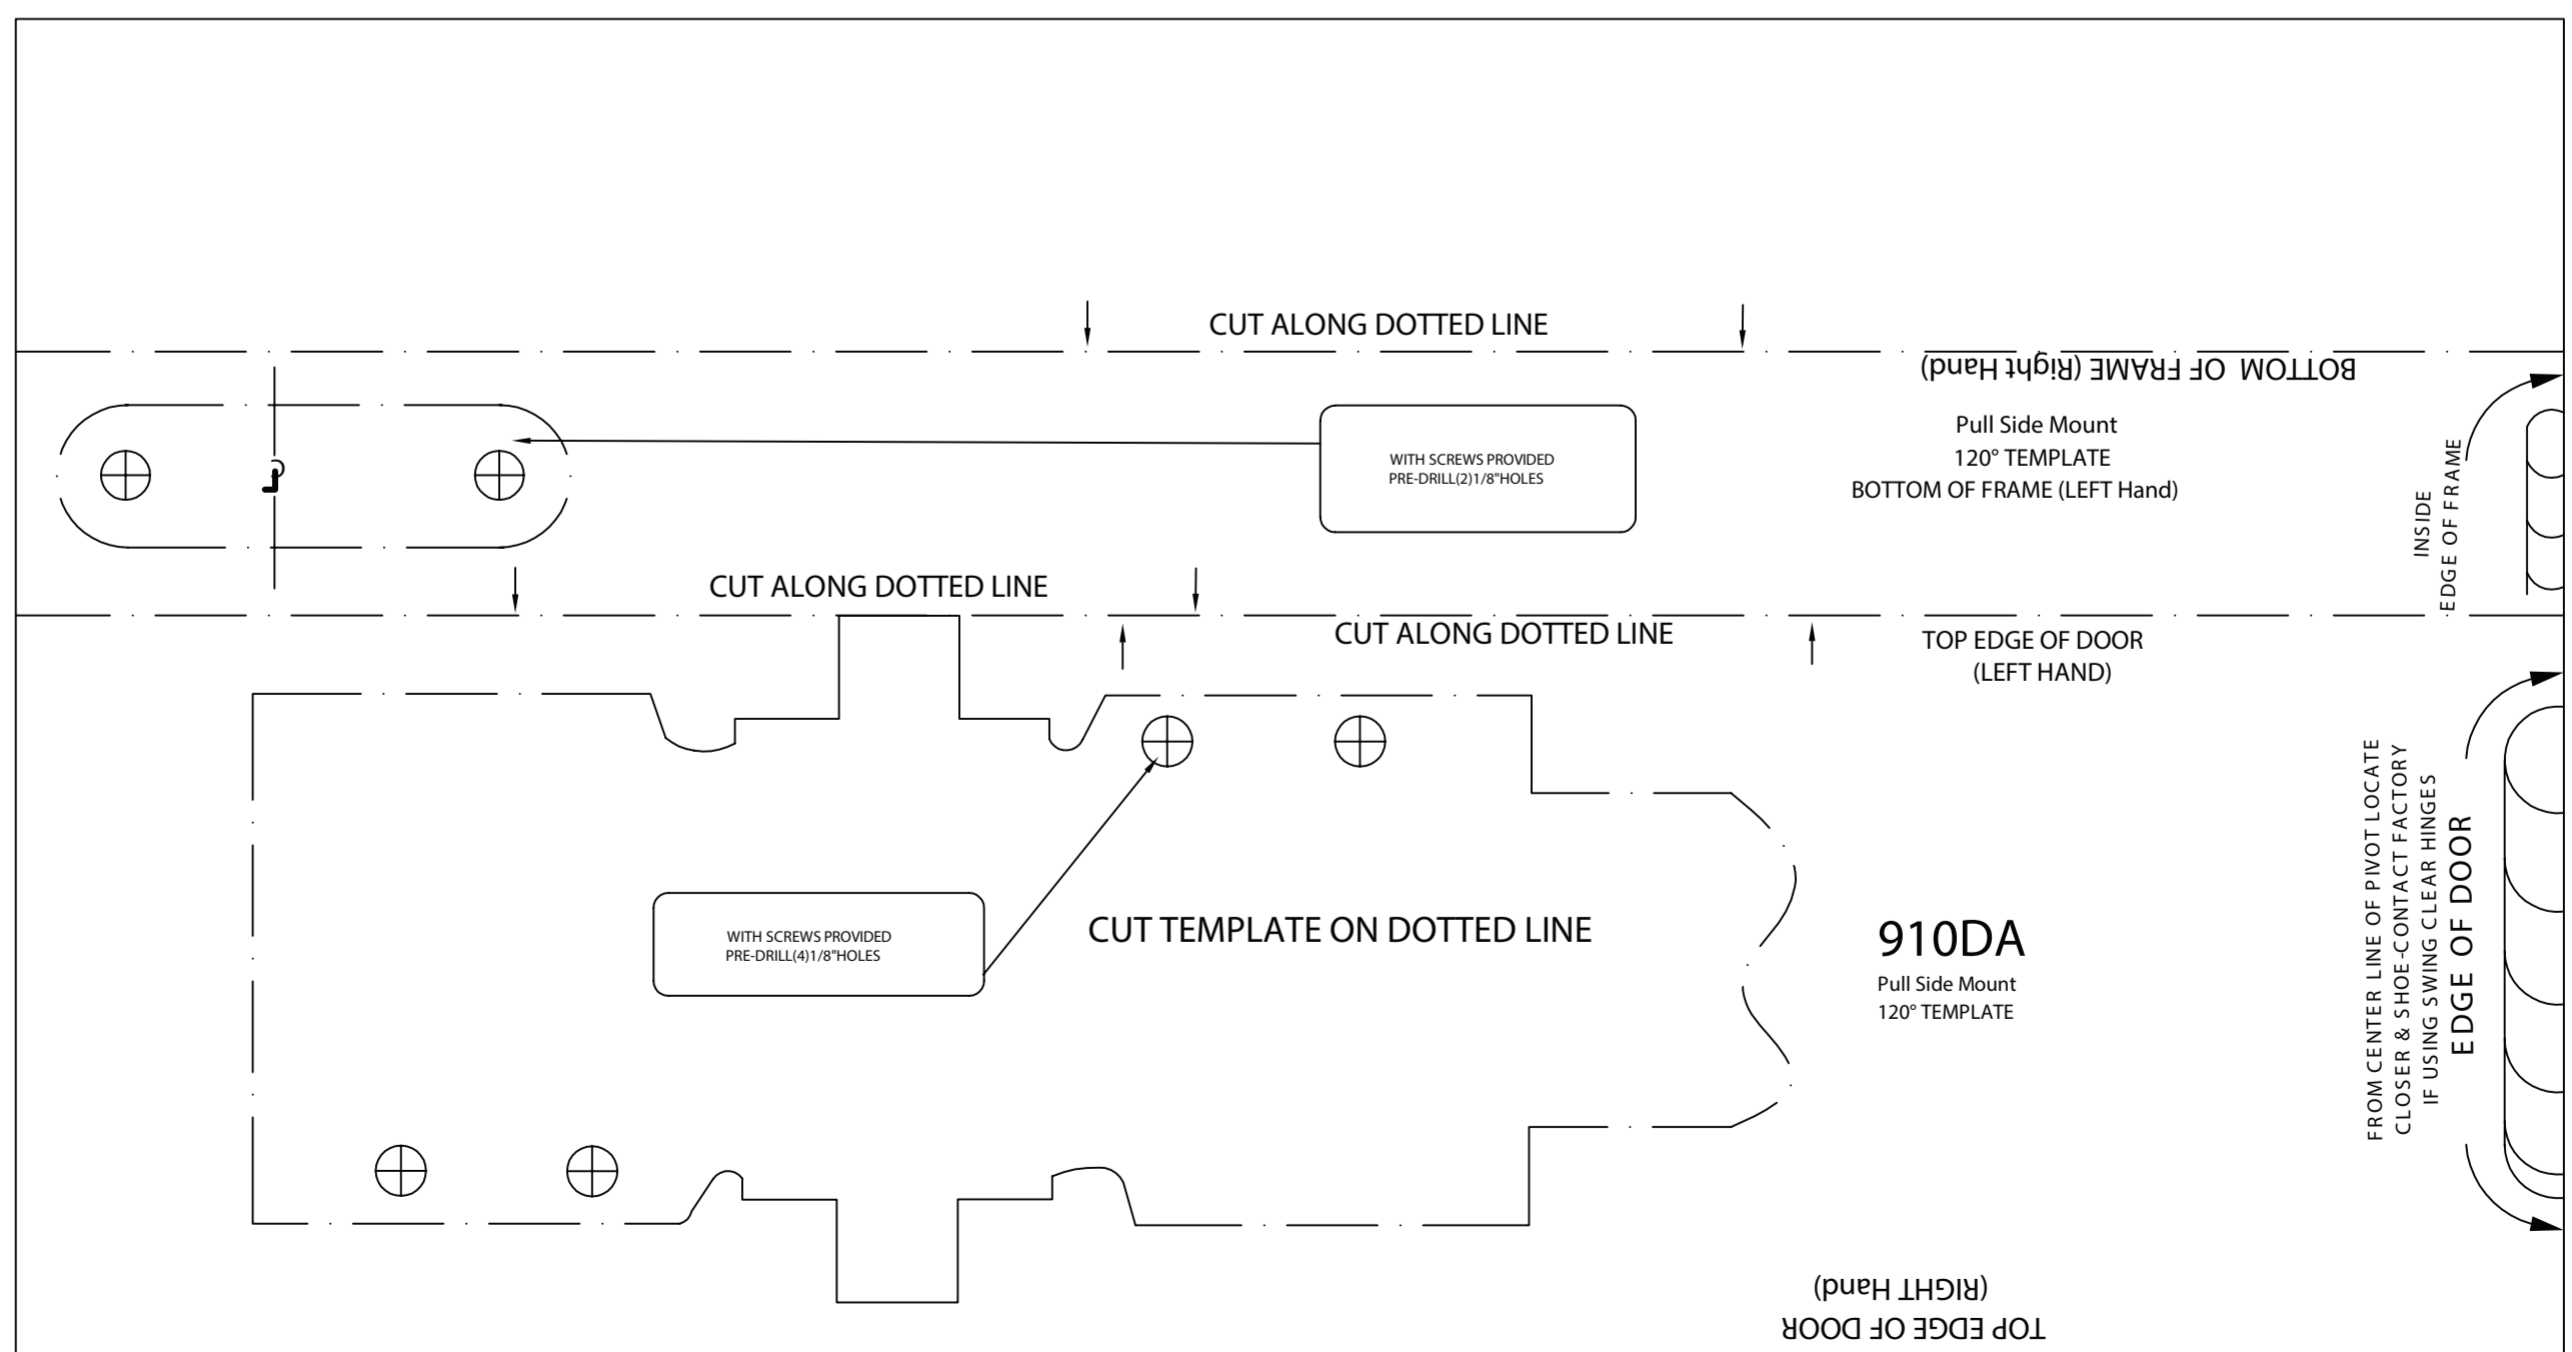 CUT ALONG DOTTED LINE
BOTTOM OF FRAME (Right Hand)
Pull Side Mount
120° TEMPLATE
BOTTOM OF FRAME (LEFT Hand)
WITH SCREWS PROVIDED
PRE-DRILL(2)1/8"HOLES
INSIDE
EDGE OF FRAME
CUT ALONG DOTTED LINE
CUT ALONG DOTTED LINE
TOP EDGE OF DOOR
(LEFT HAND)
WITH SCREWS PROVIDED
PRE-DRILL(4)1/8"HOLES
CUT TEMPLATE ON DOTTED LINE
910DA
Pull Side Mount
120° TEMPLATE
FROM CENTER LINE OF PIVOT LOCATE
CLOSER & SHOE-CONTACT FACTORY
IF USING SWING CLEAR HINGES
EDGE OF DOOR
TOP EDGE OF DOOR
(RIGHT Hand)